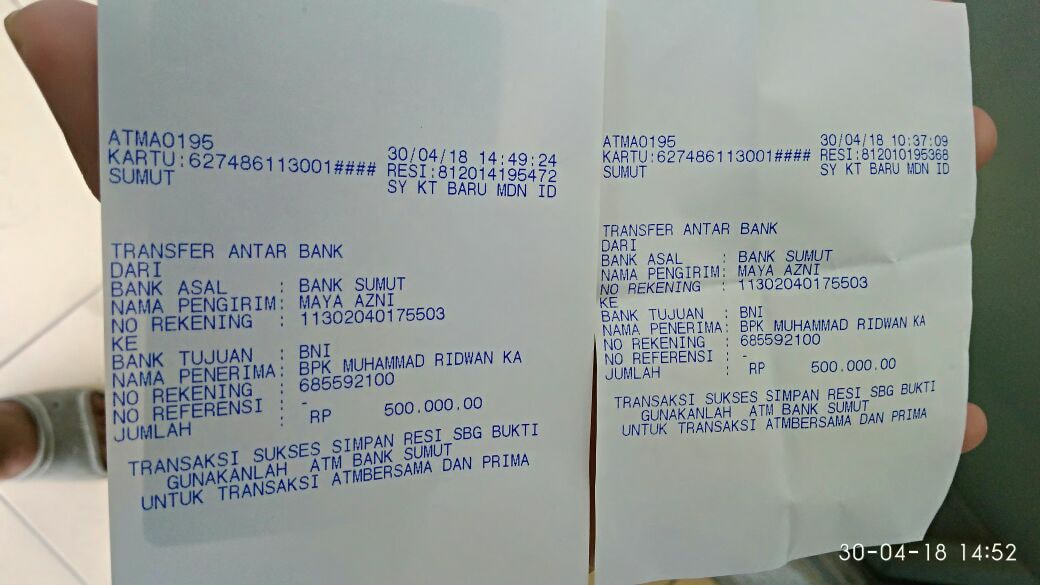 ATMA0195
30/04/18 14:49:24
KARTU:627486113001#### RESI:812014195472
SUMUT SY KT BARU MDN ID
TRANSFER ANTAR BANK
DARI
BANK ASAL : BANK SUMUT
NAMA PENGIRIM: MAYA AZNI
NO REKENING : 11302040175503
KE
BANK TUJUAN : BNI
NAMA PENERIMA: BPK MUHAMMAD RIDWAN KA
NO REKENING : 685592100
NO REFERENSI : -
JUMLAH : RP 500.000.00
TRANSAKSI SUKSES SIMPAN RESI SBG BUKTI
GUNAKANLAH ATM BANK SUMUT
UNTUK TRANSAKSI ATMBERSAMA DAN PRIMA
ATMA0195 30/04/18 10:37:09
KARTU:627486113001#### RESI:812010195368
SUMUT SY KT BARU MDN ID
TRANSFER ANTAR BANK
DARI
BANK ASAL : BANK SUMUT
NAMA PENGIRIM: MAYA AZNI
NO REKENING : 11302040175503
KE
BANK TUJUAN : BNI
NAMA PENERIMA: BPK MUHAMMAD RIDWAN KA
NO REKENING : 685592100
NO REFERENSI : -
JUMLAH : RP 500.000.00
TRANSAKSI SUKSES SIMPAN RESI SBG BUKTI
GUNAKANLAH ATM BANK SUMUT
UNTUK TRANSAKSI ATMBERSAMA DAN PRIMA
30-04-18 14:52